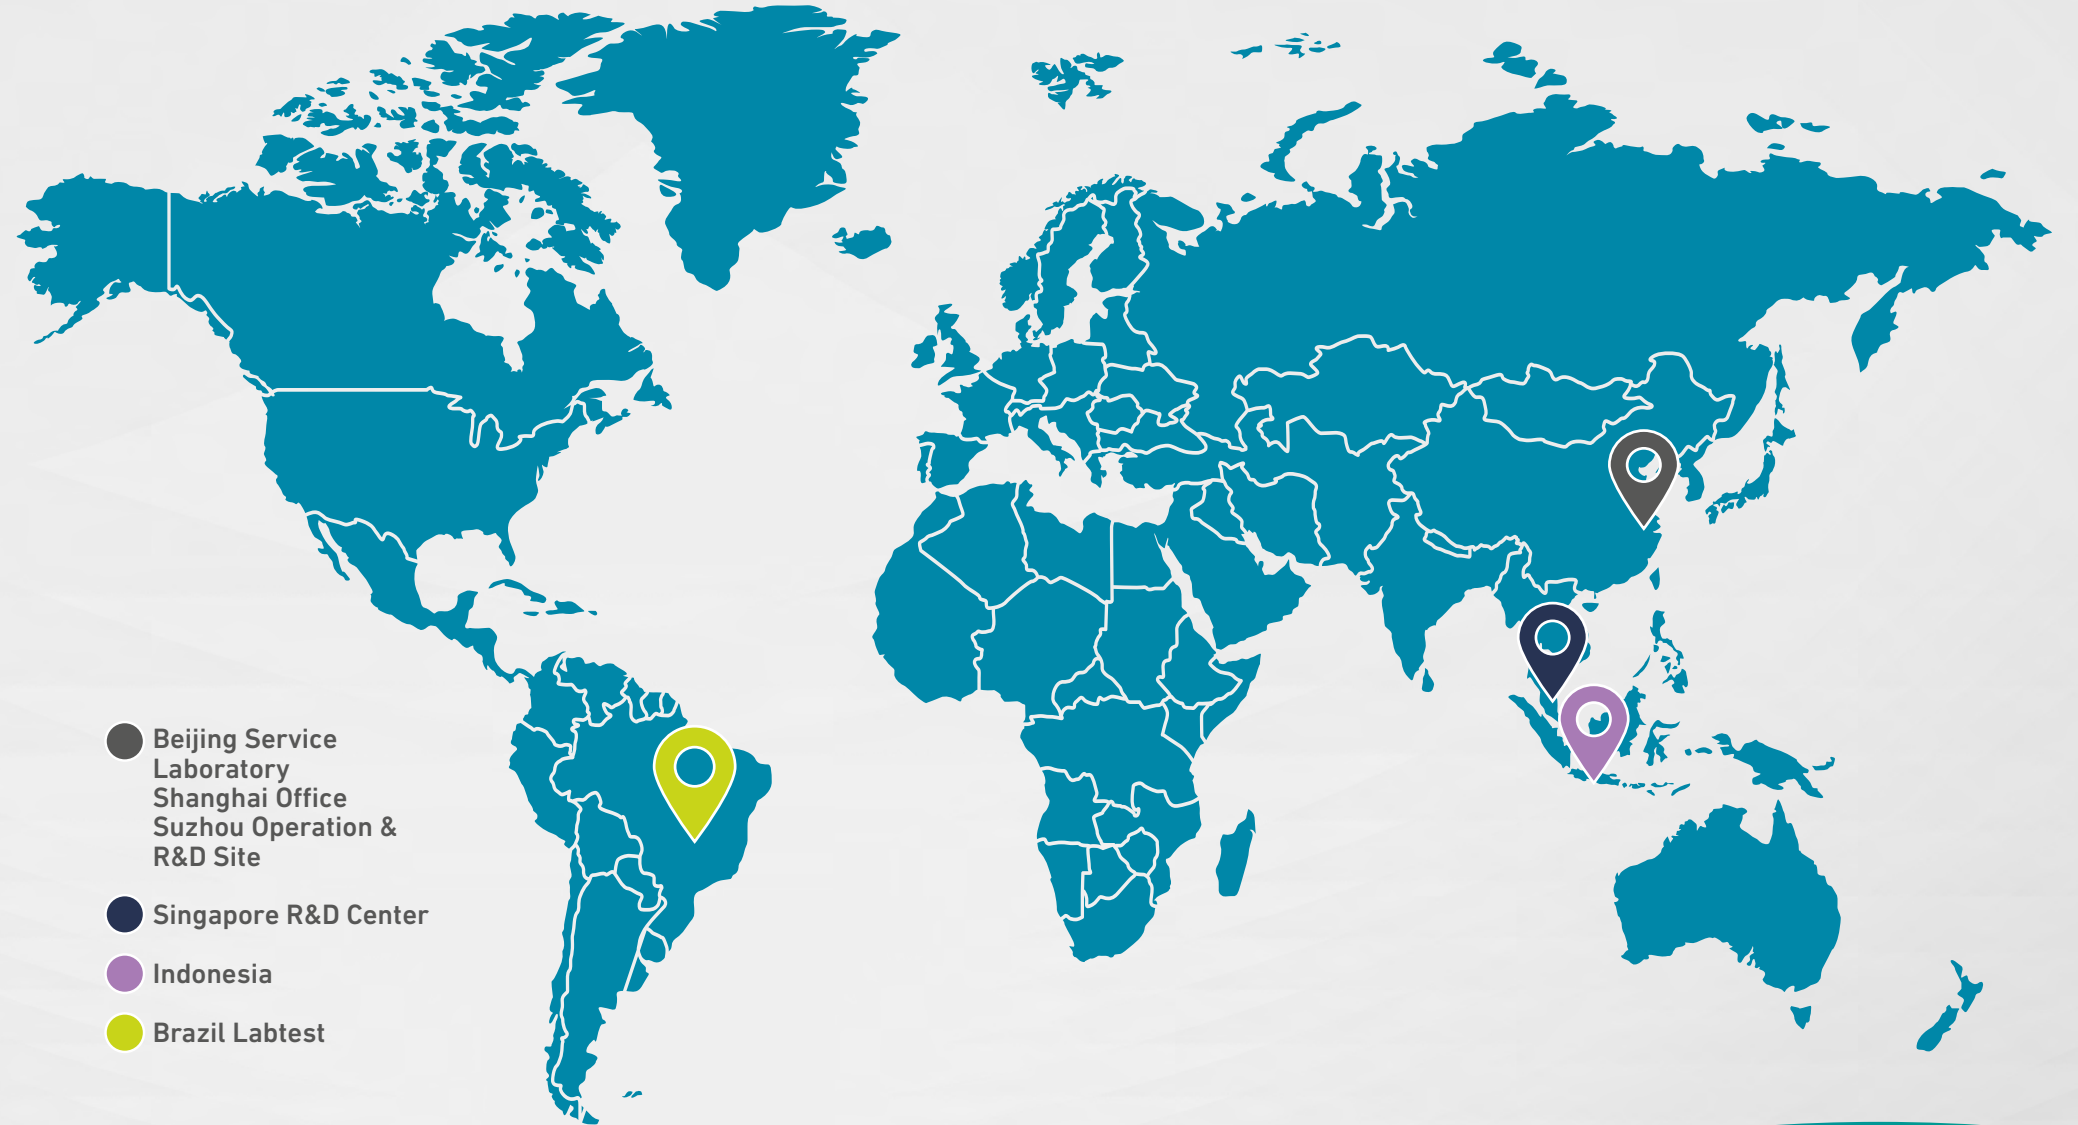 Beijing Service
Laboratory
Shanghai Office
Suzhou Operation &
R&D Site
Singapore R&D Center
Indonesia
Brazil Labtest